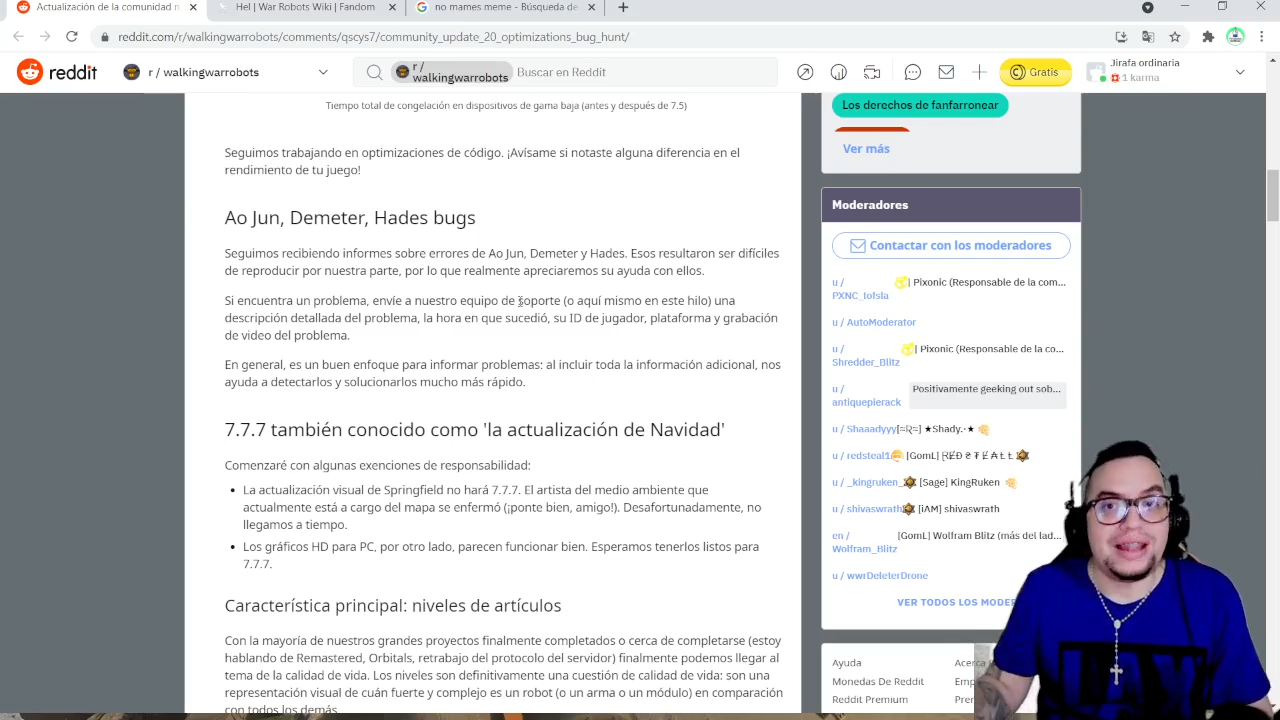 Actualización de la comunidad n
Hel | War Robots Wiki | Fandom
no mames meme - Búsqueda de
reddit.com/r/walkingwarrobots/comments/qscys7/community_update_20_optimizations_bug_hunt/
reddit
r / walkingwarrobots
r /
walkingwarrobots
Buscar en Reddit
Gratis
Jirafa ordinaria
1 karma
Tiempo total de congelación en dispositivos de gama baja (antes y después de 7.5)
Seguimos trabajando en optimizaciones de código. ¡Avísame si notaste alguna diferencia en el
rendimiento de tu juego!
Ao Jun, Demeter, Hades bugs
Seguimos recibiendo informes sobre errores de Ao Jun, Demeter y Hades. Esos resultaron ser difíciles
de reproducir por nuestra parte, por lo que realmente apreciaremos su ayuda con ellos.
Si encuentra un problema, envíe a nuestro equipo de soporte (o aquí mismo en este hilo) una
descripción detallada del problema, la hora en que sucedió, su ID de jugador, plataforma y grabación
de video del problema.
En general, es un buen enfoque para informar problemas: al incluir toda la información adicional, nos
ayuda a detectarlos y solucionarlos mucho más rápido.
7.7.7 también conocido como 'la actualización de Navidad'
Comenzaré con algunas exenciones de responsabilidad:
• La actualización visual de Springfield no hará 7.7.7. El artista del medio ambiente que
actualmente está a cargo del mapa se enfermó (¡ponte bien, amigo!). Desafortunadamente, no
llegamos a tiempo.
• Los gráficos HD para PC, por otro lado, parecen funcionar bien. Esperamos tenerlos listos para
7.7.7.
Característica principal: niveles de artículos
Con la mayoría de nuestros grandes proyectos finalmente completados o cerca de completarse (estoy
hablando de Remastered, Orbitals, retrabajo del protocolo del servidor) finalmente podemos llegar al
tema de la calidad de vida. Los niveles son definitivamente una cuestión de calidad de vida: son una
representación visual de cuán fuerte y complejo es un robot (o un arma o un módulo) en comparación
con todos los demás.
Los derechos de fanfarronear
Ver más
Moderadores
Contactar con los moderadores
u /
PXNC_tofsla
| Pixonic (Responsable de la com...
u / AutoModerator
u /
Shredder_Blitz
| Pixonic (Responsable de la co...
u /
antiquepierack
Positivamente geeking out sob...
u / Shaaadyyy [≈Ɽ≈] ★Shady.·★
u / redsteal1 [GomL] ⱤɆĐ ₴ ₮ Ɇ ₳ Ł Ł
u / _kingruken_ [Sage] KingRuken
u / shivaswrath [iAM] shivaswrath
en /
Wolfram_Blitz
]GomL] Wolfram Blitz (más del lad...
u / wwrDeleterDrone
VER TODOS LOS MODER
Ayuda
Acerca
Monedas De Reddit
Emp
Reddit Premium
Pren